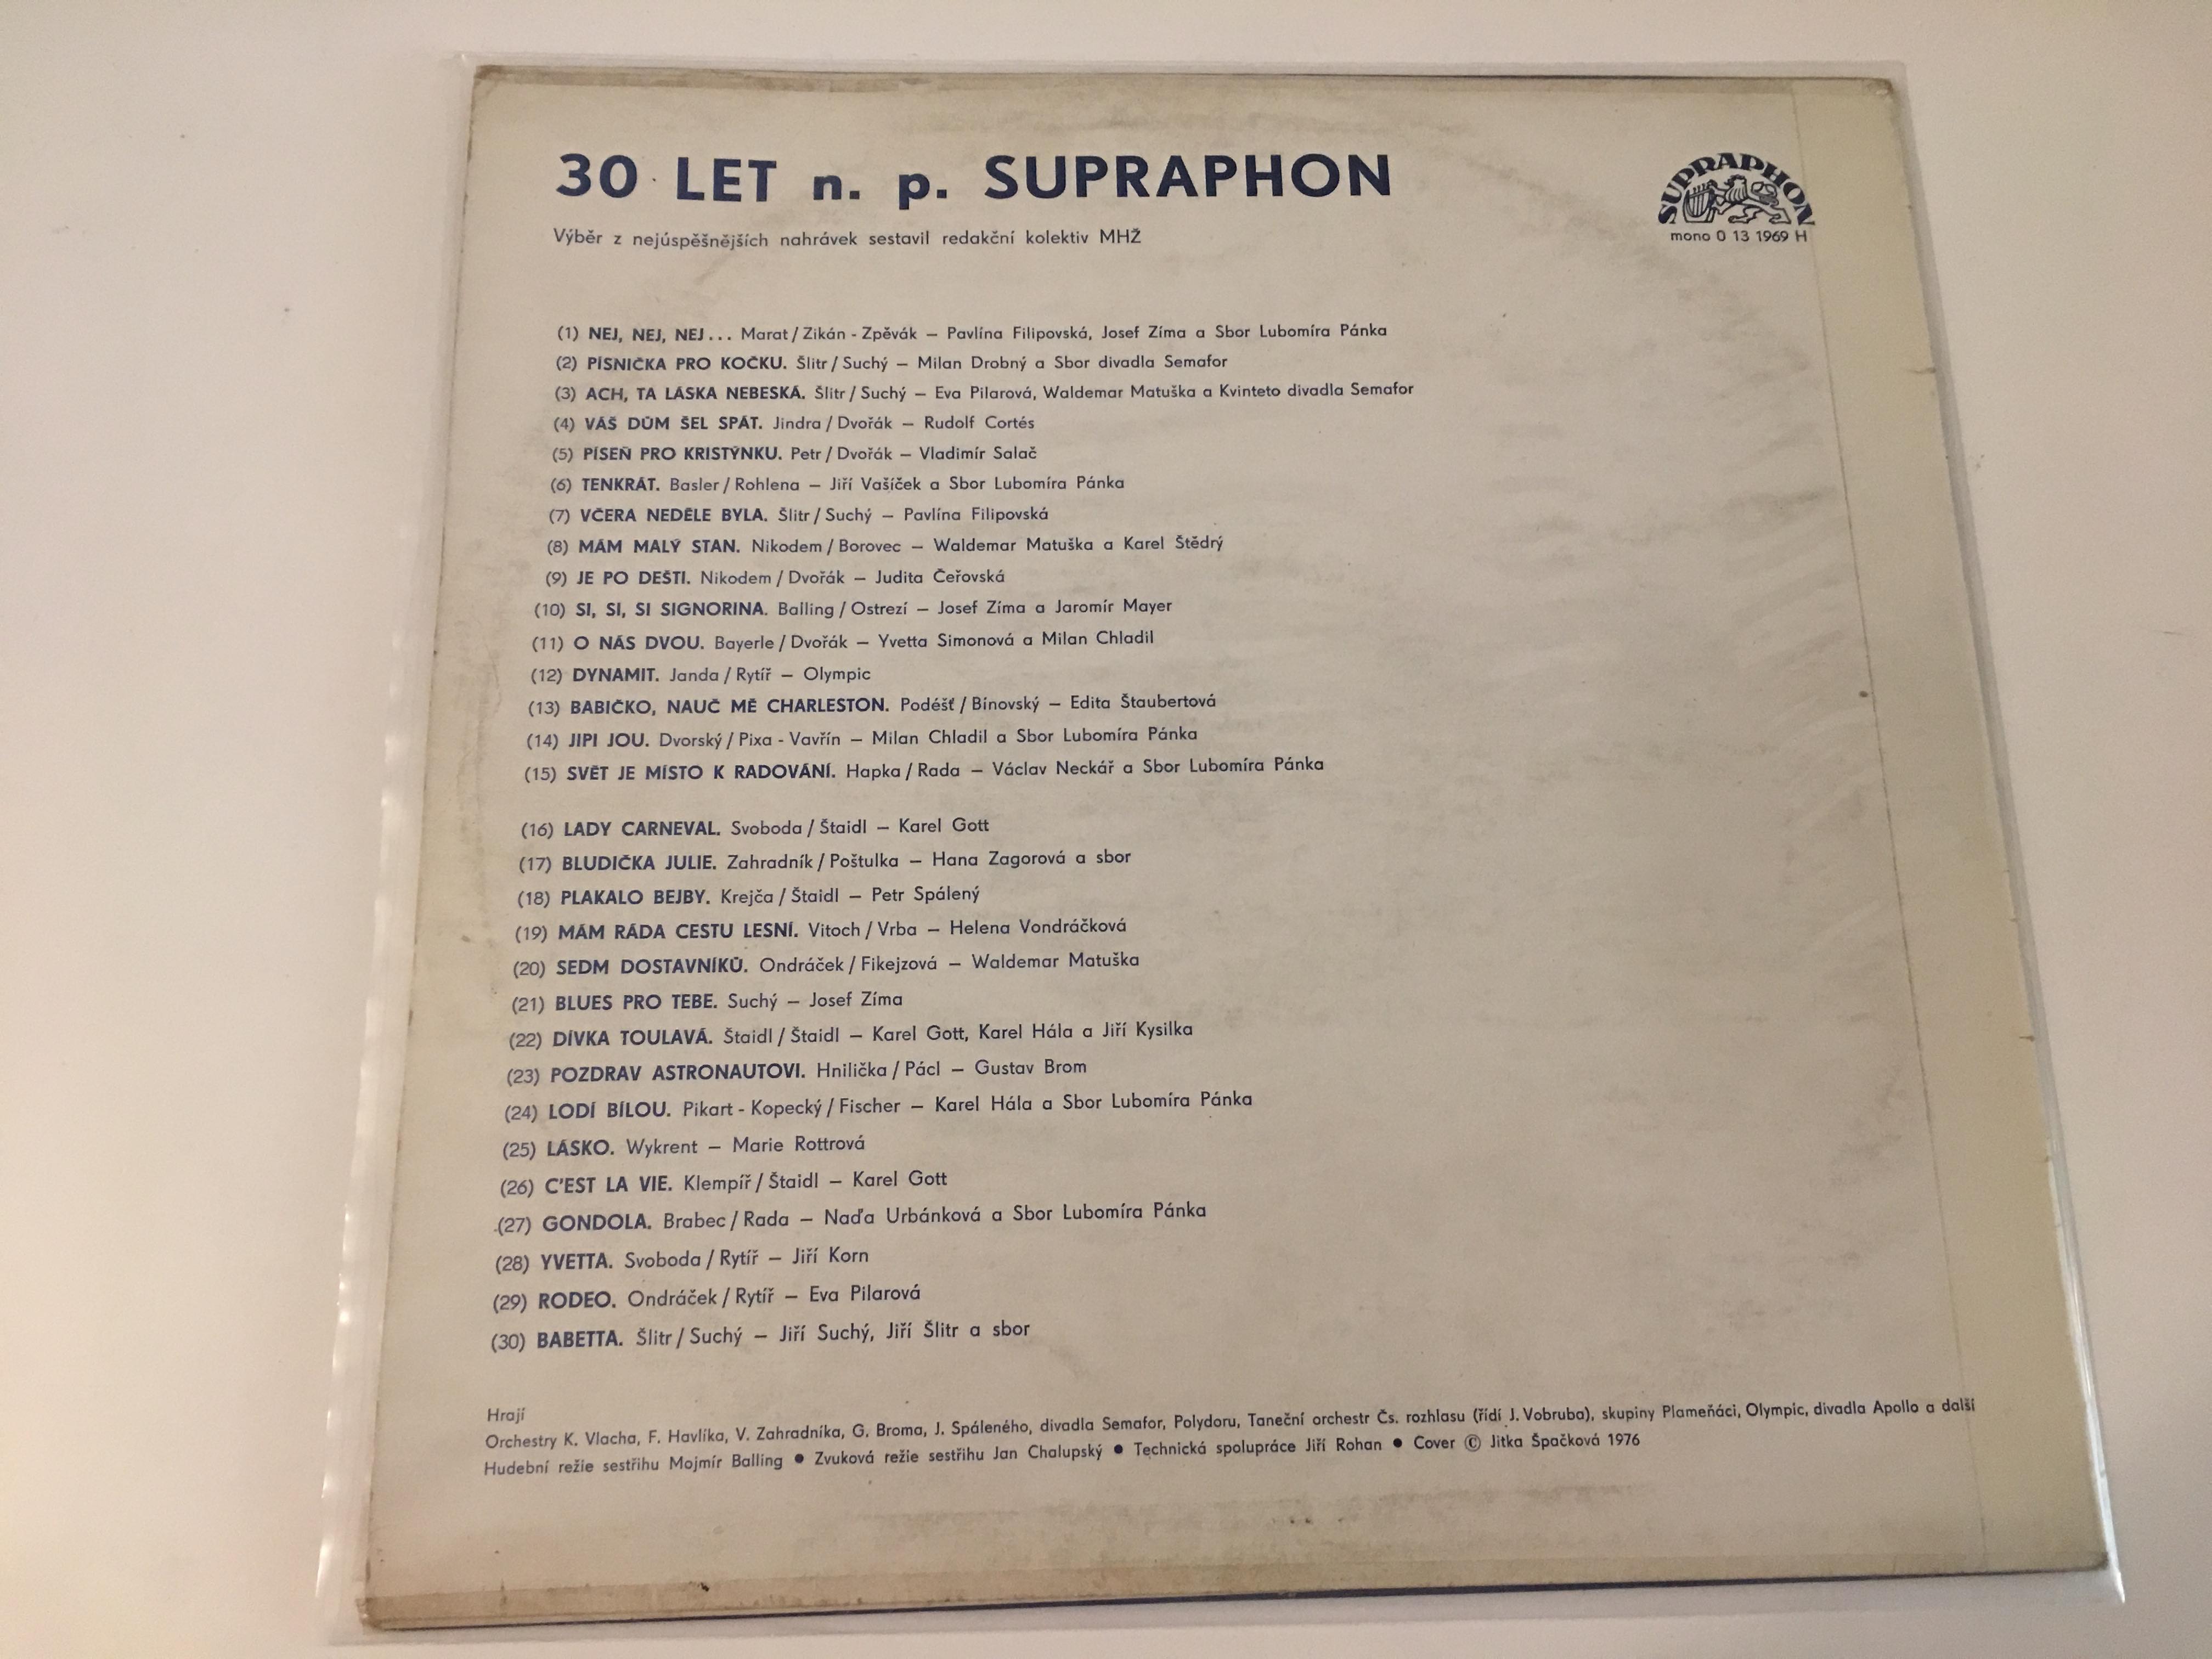 30 LET n. p. SUPRAPHON
Výběr z nejúspěšnějších nahrávek sestavil redakční kolektiv MHŽ
SUPRAPHON
mono 0 13 1969 H
(1) NEJ, NEJ, NEJ... Marat / Zikán - Zpěvák – Pavlína Filipovská, Josef Zíma a Sbor Lubomíra Pánka
(2) PÍSNIČKA PRO KOČKU. Šlitr / Suchý – Milan Drobný a Sbor divadla Semafor
(3) ACH, TA LÁSKA NEBESKÁ. Šlitr / Suchý – Eva Pilarová, Waldemar Matuška a Kvinteto divadla Semafor
(4) VÁŠ DŮM ŠEL SPÁT. Jindra / Dvořák – Rudolf Cortés
(5) PÍSEŇ PRO KRISTÝNKU. Petr / Dvořák – Vladimír Salač
(6) TENKRÁT. Basler / Rohlena – Jiří Vašíček a Sbor Lubomíra Pánka
(7) VČERA NEDĚLE BYLA. Šlitr / Suchý – Pavlína Filipovská
(8) MÁM MALÝ STAN. Nikodem / Borovec – Waldemar Matuška a Karel Štědrý
(9) JE PO DEŠTI. Nikodem / Dvořák – Judita Čeřovská
(10) SI, SI, SI SIGNORINA. Balling / Ostrezí – Josef Zíma a Jaromír Mayer
(11) O NÁS DVOU. Bayerle / Dvořák – Yvetta Simonová a Milan Chladil
(12) DYNAMIT. Janda / Rytíř – Olympic
(13) BABIČKO, NAUČ MĚ CHARLESTON. Podéšť / Bínovský – Edita Štaubertová
(14) JIPI JOU. Dvorský / Pixa - Vavřín – Milan Chladil a Sbor Lubomíra Pánka
(15) SVĚT JE MÍSTO K RADOVÁNÍ. Hapka / Rada – Václav Neckář a Sbor Lubomíra Pánka
(16) LADY CARNEVAL. Svoboda / Štaidl – Karel Gott
(17) BLUDIČKA JULIE. Zahradník / Poštulka – Hana Zagorová a sbor
(18) PLAKALO BEJBY. Krejča / Štaidl – Petr Spálený
(19) MÁM RÁDA CESTU LESNÍ. Vitoch / Vrba – Helena Vondráčková
(20) SEDM DOSTAVNÍKŮ. Ondráček / Fikejzová – Waldemar Matuška
(21) BLUES PRO TEBE. Suchý – Josef Zíma
(22) DÍVKA TOULAVÁ. Štaidl / Štaidl – Karel Gott, Karel Hála a Jiří Kysilka
(23) POZDRAV ASTRONAUTOVI. Hnilička / Pácl – Gustav Brom
(24) LODÍ BÍLOU. Pikart - Kopecký / Fischer – Karel Hála a Sbor Lubomíra Pánka
(25) LÁSKO. Wykrent – Marie Rottrová
(26) C'EST LA VIE. Klempíř / Štaidl – Karel Gott
(27) GONDOLA. Brabec / Rada – Naďa Urbánková a Sbor Lubomíra Pánka
(28) YVETTA. Svoboda / Rytíř – Jiří Korn
(29) RODEO. Ondráček / Rytíř – Eva Pilarová
(30) BABETTA. Šlitr / Suchý – Jiří Suchý, Jiří Šlitr a sbor
Hrají
Orchestry K. Vlacha, F. Havlíka, V. Zahradníka, G. Broma, J. Spáleného, divadla Semafor, Polydoru, Taneční orchestr Čs. rozhlasu (řídí J. Vobruba), skupiny Plameňáci, Olympic, divadla Apollo a další
Hudební režie sestřihu Mojmír Balling ● Zvuková režie sestřihu Jan Chalupský ● Technická spolupráce Jiří Rohan ● Cover © Jitka Špačková 1976